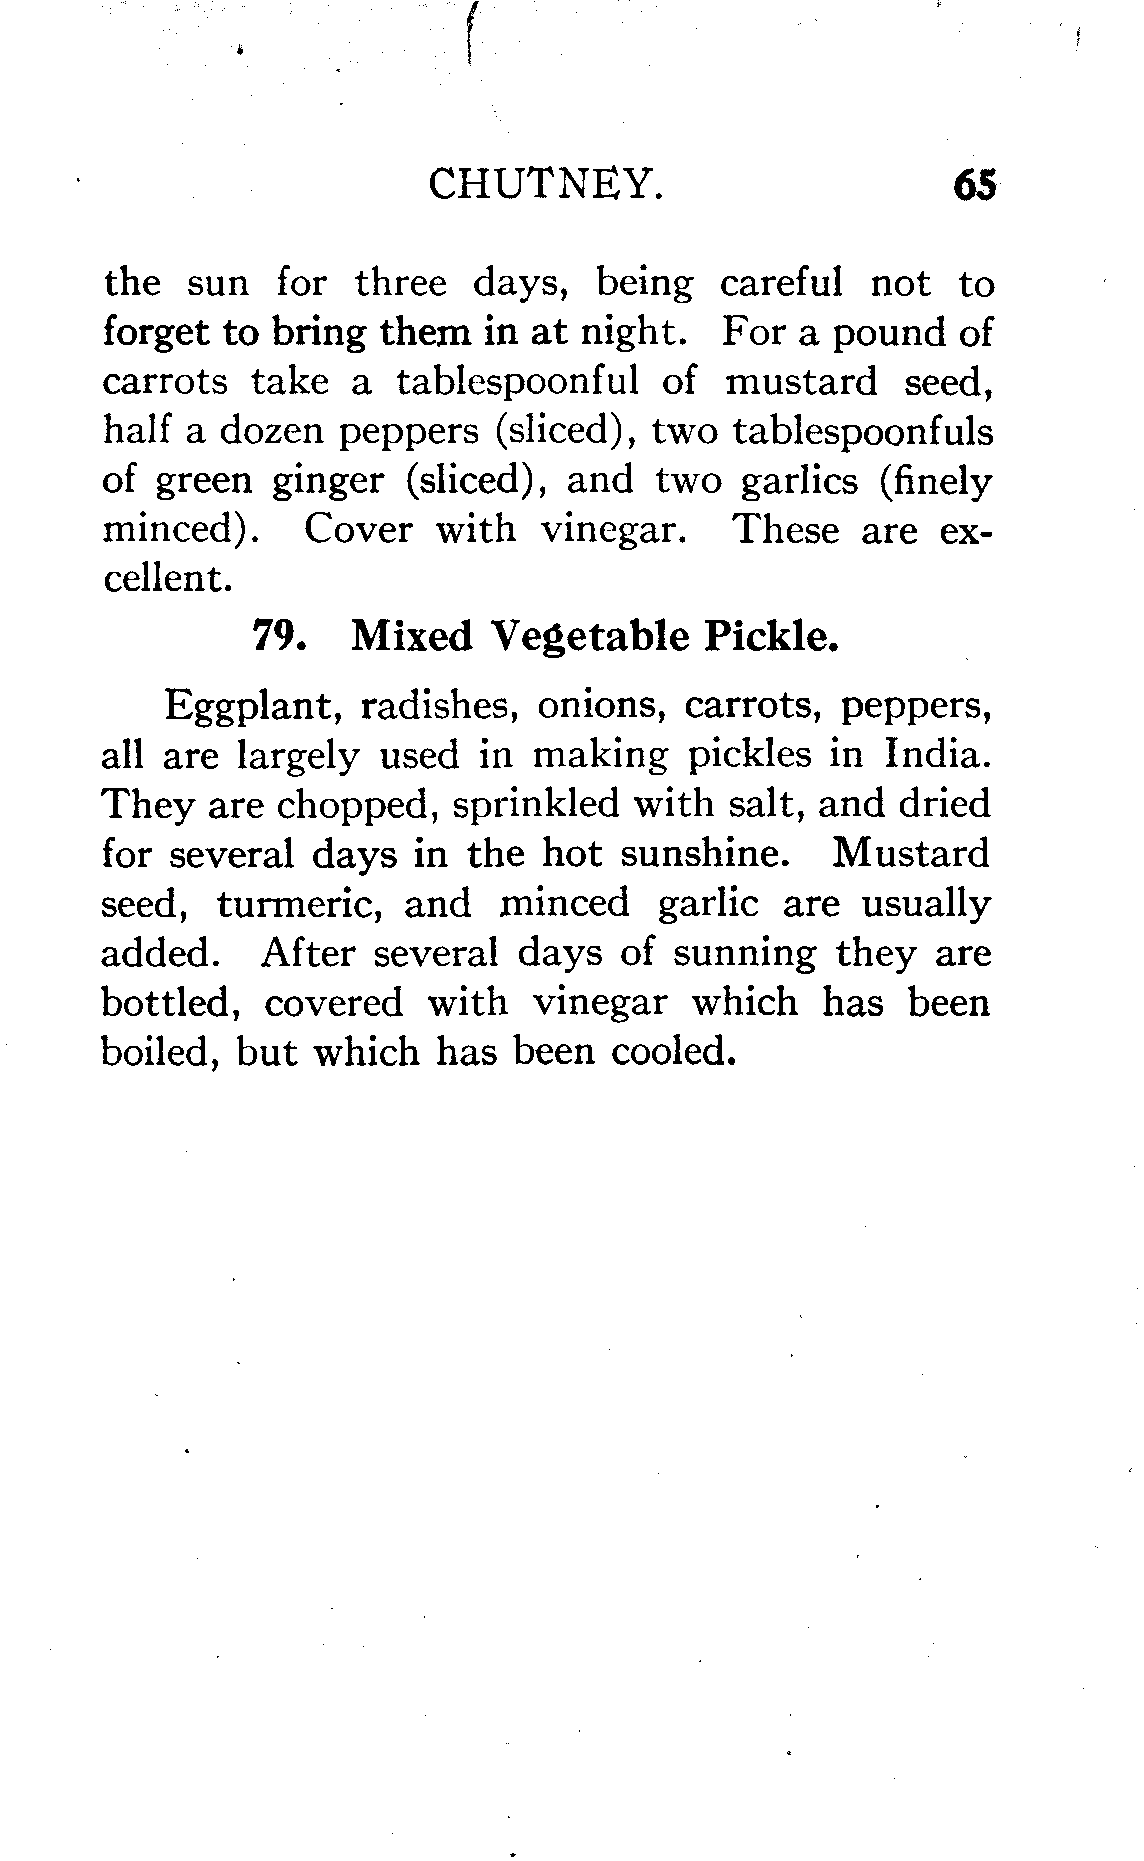 CHUTNEY. 65
the sun for three days, being careful not to
forget to bring them in at night. For a pound of
carrots take a tablespoonful of mustard seed,
half a dozen peppers (sliced), two tablespoonfuls
of green ginger (sliced), and two garlics (finely
minced). Cover with vinegar. These are ex-
cellent.
79. Mixed Vegetable Pickle.
Eggplant, radishes, onions, carrots, peppers,
all are largely used in making pickles in India.
They are chopped, sprinkled with salt, and dried
for several days in the hot sunshine. Mustard
seed, turmeric, and minced garlic are usually
added. After several days of sunning they are
bottled, covered with vinegar which has been
boiled, but which has been cooled.